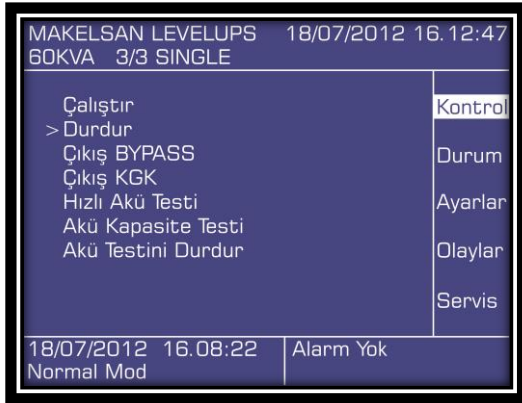 MAKELSAN LEVELUPS 18/07/2012 16.12:47
60KVA 3/3 SINGLE
Çalıştır
>Durdur
Çıkış BYPASS
Çıkış KGK
Hızlı Akü Testi
Akü Kapasite Testi
Akü Testini Durdur
Kontrol
Durum
Ayarlar
Olaylar
Servis
18/07/2012 16.08:22
Normal Mod
Alarm Yok